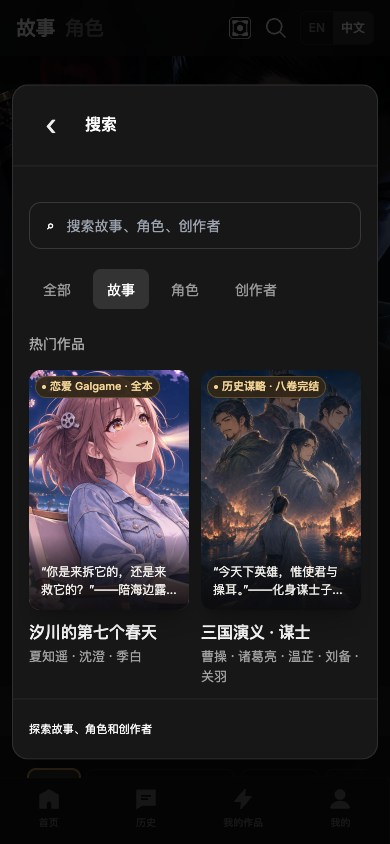 故事 角色
EN 中文
搜索
搜索故事、角色、创作者
全部 故事 角色 创作者
热门作品
恋爱 Galgame · 全本
历史谋略 · 八卷完结
“你是来拆它的，还是来
救它的？”——陪海边露...
“今天下英雄，惟使君与
操耳。”——化身谋士子...
汐川的第七个春天
夏知遥 · 沈澄 · 季白
三国演义 · 谋士
曹操 · 诸葛亮 · 温芷 · 刘备 ·
关羽
探索故事、角色和创作者
首页 历史 我的作品 我的